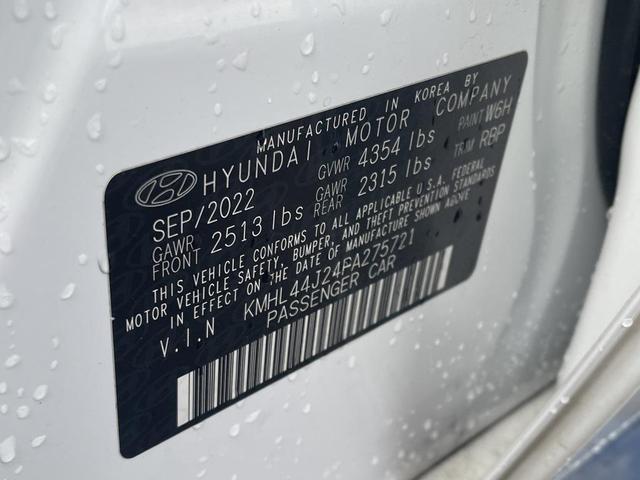 MANUFACTURED IN KOREA BY
HYUNDAI MOTOR COMPANY
SEP/2022 GVWR 4354 lbs PAINT W6H
GAWR FRONT 2513 lbs GAWR REAR 2315 lbs TRIM RBP
THIS VEHICLE CONFORMS TO ALL APPLICABLE U.S.A. FEDERAL
MOTOR VEHICLE SAFETY, BUMPER, AND THEFT PREVENTION STANDARDS
IN EFFECT ON THE DATE OF MANUFACTURE SHOWN ABOVE
V.I.N KMHL44J24PA275721
PASSENGER CAR